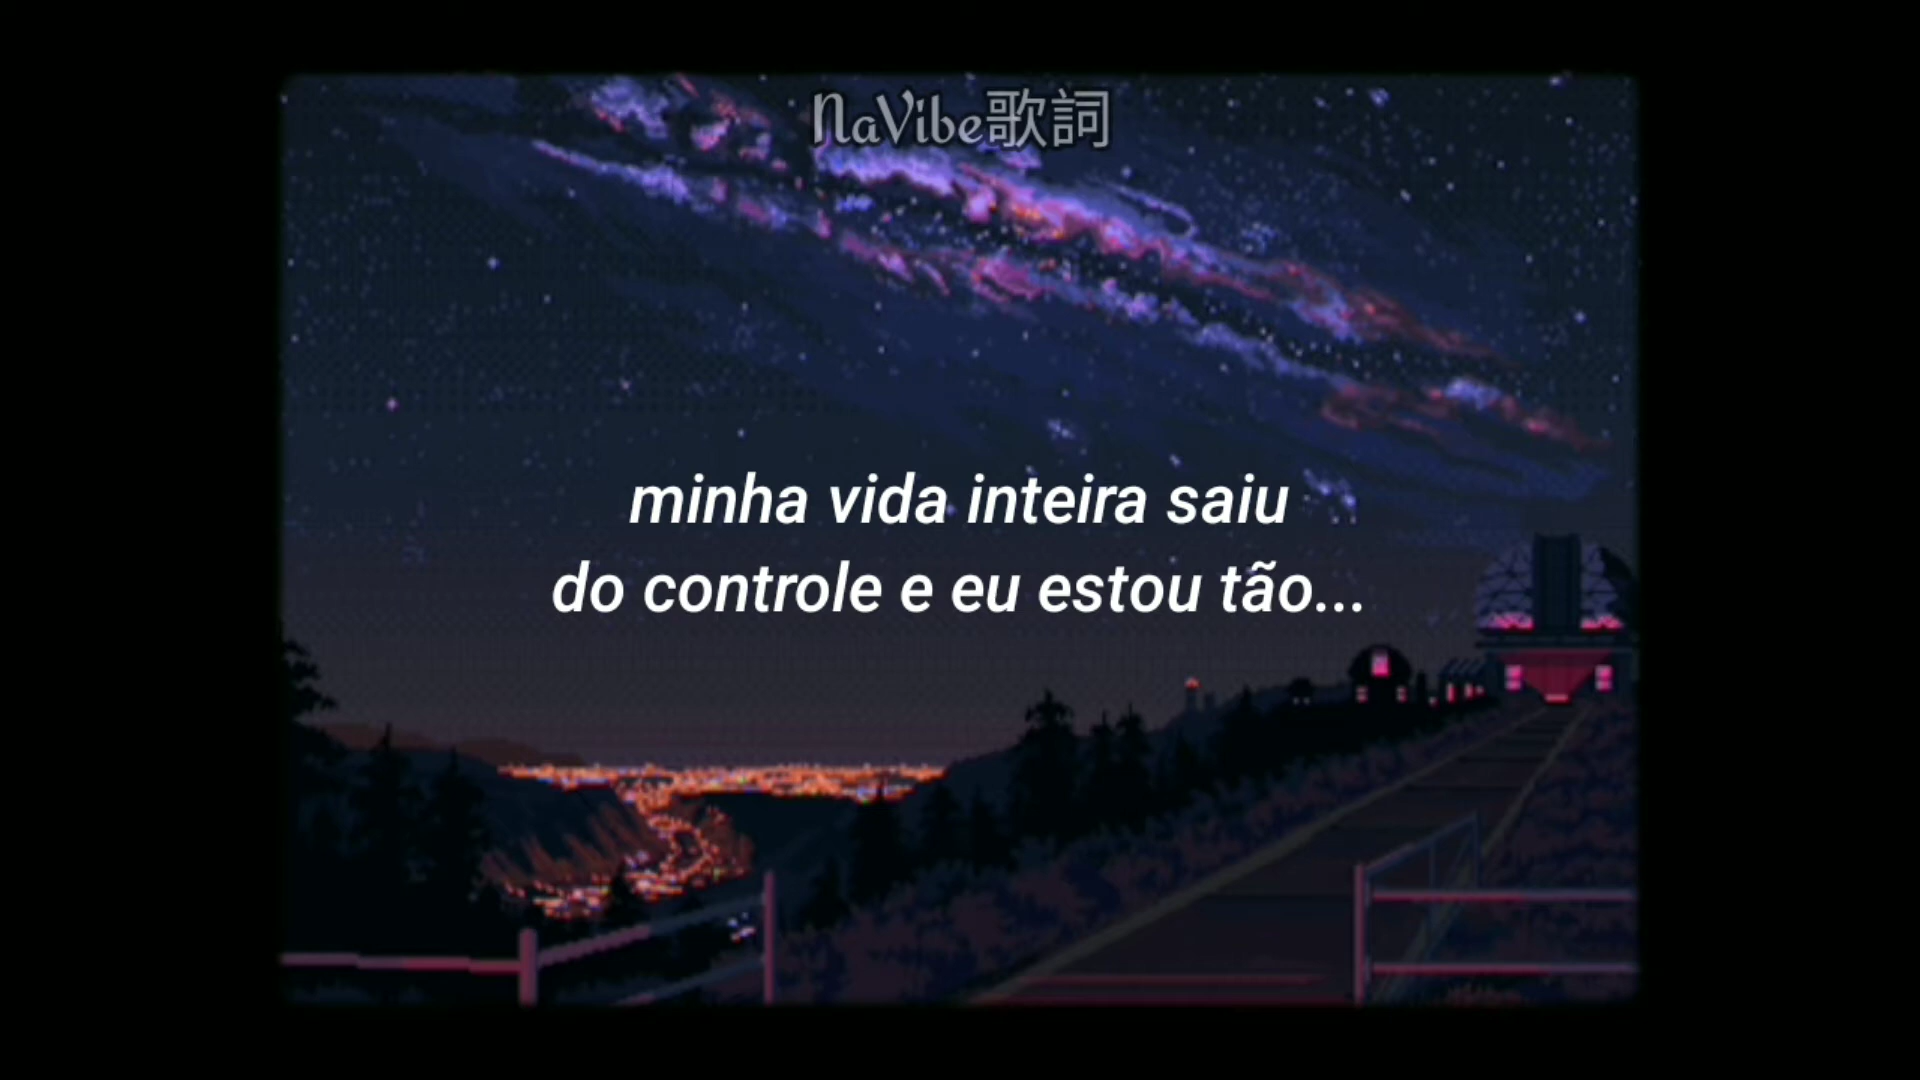 NaVibe歌詞
minha vida inteira saiu
do controle e eu estou tão...